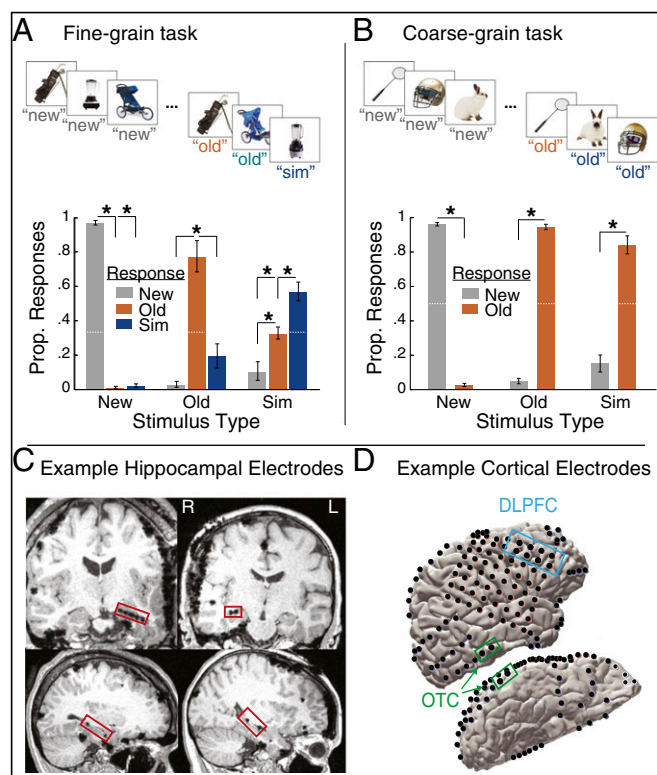 A
Fine-grain task
"new"
"new"
"new"
...
"old"
"old"
"sim"
* *
*
* *
*
1
.8
.6
.4
.2
0
Prop. Responses
Response
New
Old
Sim
New
Old
Sim
Stimulus Type
B
Coarse-grain task
"new"
"new"
"new"
...
"old"
"old"
"old"
*
*
*
1
.8
.6
.4
.2
0
Prop. Responses
Response
New
Old
New
Old
Sim
Stimulus Type
C
Example Hippocampal Electrodes
R
L
D
Example Cortical Electrodes
DLPFC
OTC